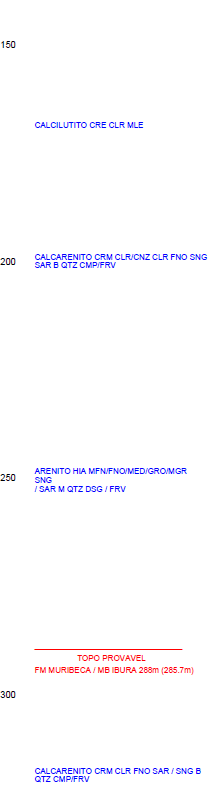 150
CALCILUTITO CRE CLR MLE
CALCARENITO CRM CLR/CNZ CLR FNO SNG
200
SAR B QTZ CMP/FRV
ARENITO HIA MFN/FNO/MED/GRO/MGR
250
SNG
/ SAR M QTZ DSG / FRV
TOPO PROVAVEL
FM MURIBECA / MB IBURA 268m (285.7m)
300
CALCARENITO CRM CLR FNO SAR / SNG B
QTZ CMP/FRV